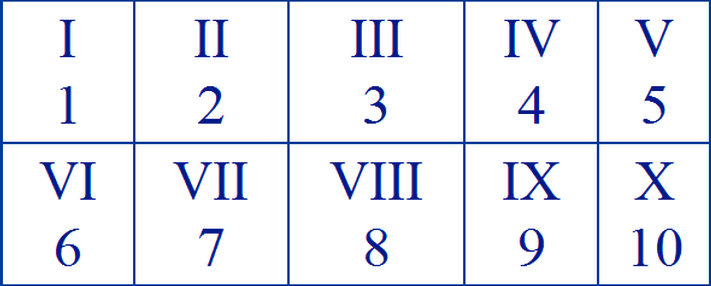 I II III IV V
1 2 3 4 5
VI VII VIII IX X
6 7 8 9 10